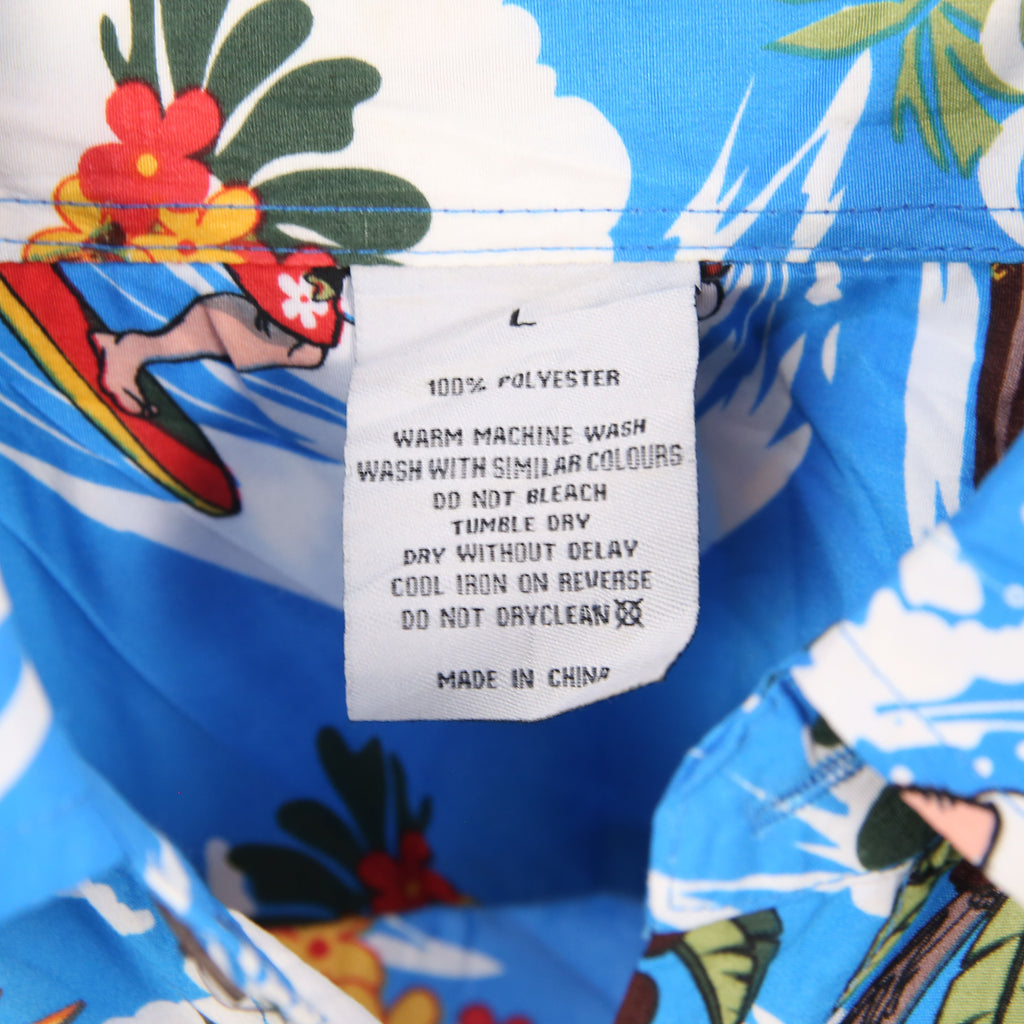 L
100% POLYESTER
WARM MACHINE WASH
WASH WITH SIMILAR COLOURS
DO NOT BLEACH
TUMBLE DRY
DRY WITHOUT DELAY
COOL IRON ON REVERSE
DO NOT DRYCLEAN
MADE IN CHINA